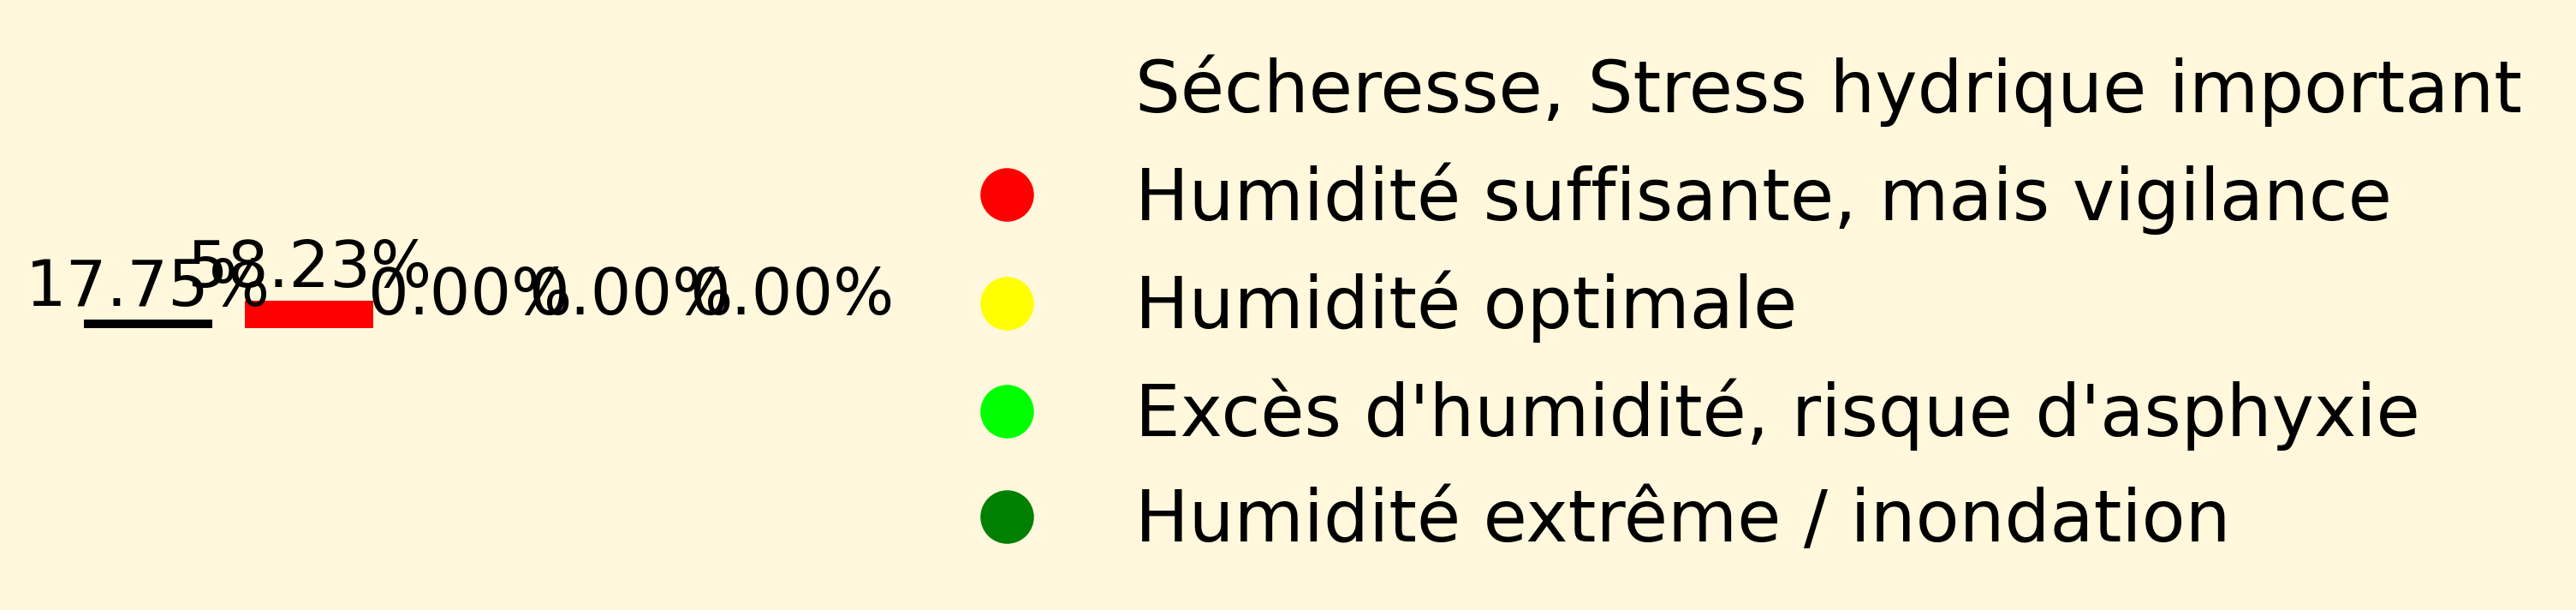 17.75%
58.23%
0.00%
0.00%
0.00%
Sécheresse, Stress hydrique important
Humidité suffisante, mais vigilance
Humidité optimale
Excès d'humidité, risque d'asphyxie
Humidité extrême / inondation